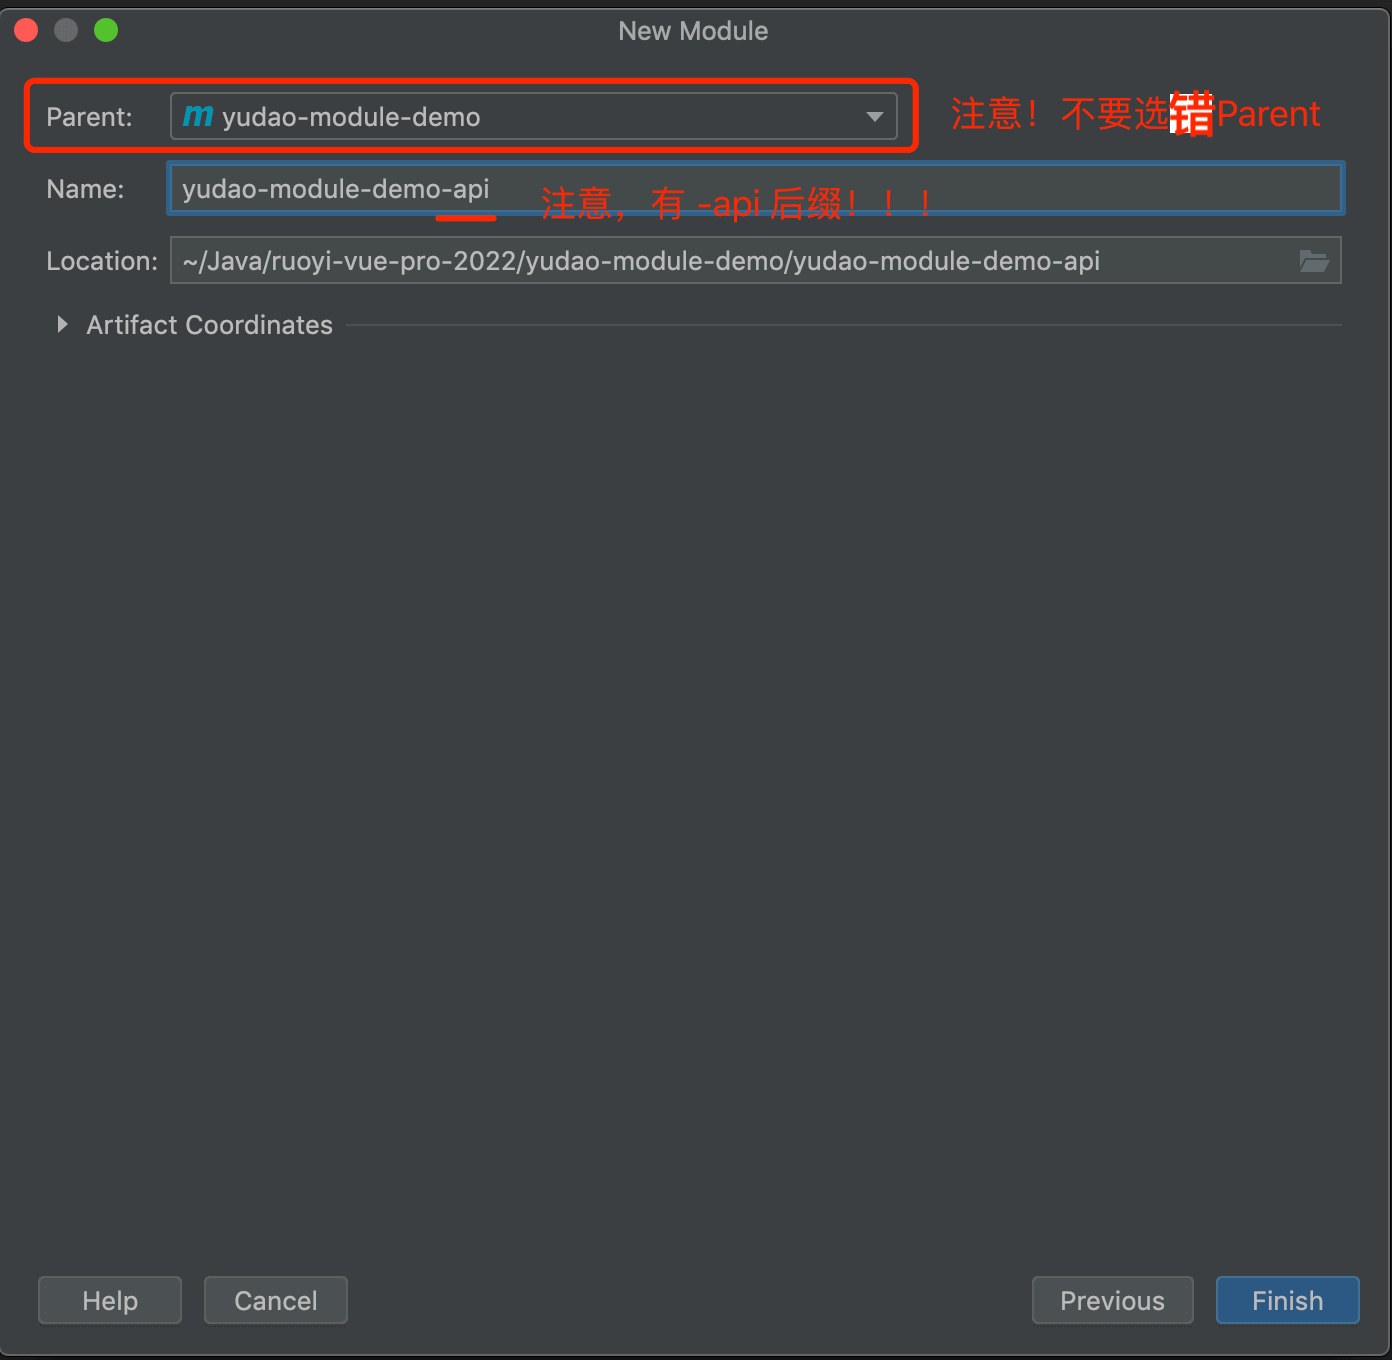 New Module
Parent: m yudao-module-demo 注意！不要选错Parent
Name: yudao-module-demo-api 注意，有 -api 后缀！！！
Location: ~/Java/ruoyi-vue-pro-2022/yudao-module-demo/yudao-module-demo-api
Artifact Coordinates
Help Cancel Previous Finish